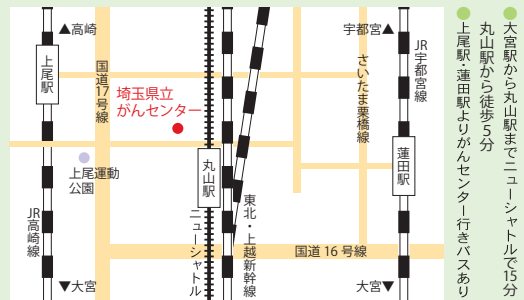 ●大宮駅から丸山駅までニューシャトルで15分
丸山駅から徒歩5分
●上尾駅・蓮田駅よりがんセンター行きバスあり
▲高崎
上尾駅
国道17号線
埼玉県立
がんセンター
上尾運動
公園
JR高崎線
▼大宮
丸山駅
ニューシャトル
東北・上越新幹線
宇都宮▲
さいたま栗橋線
JR宇都宮線
蓮田駅
国道16号線
大宮▼